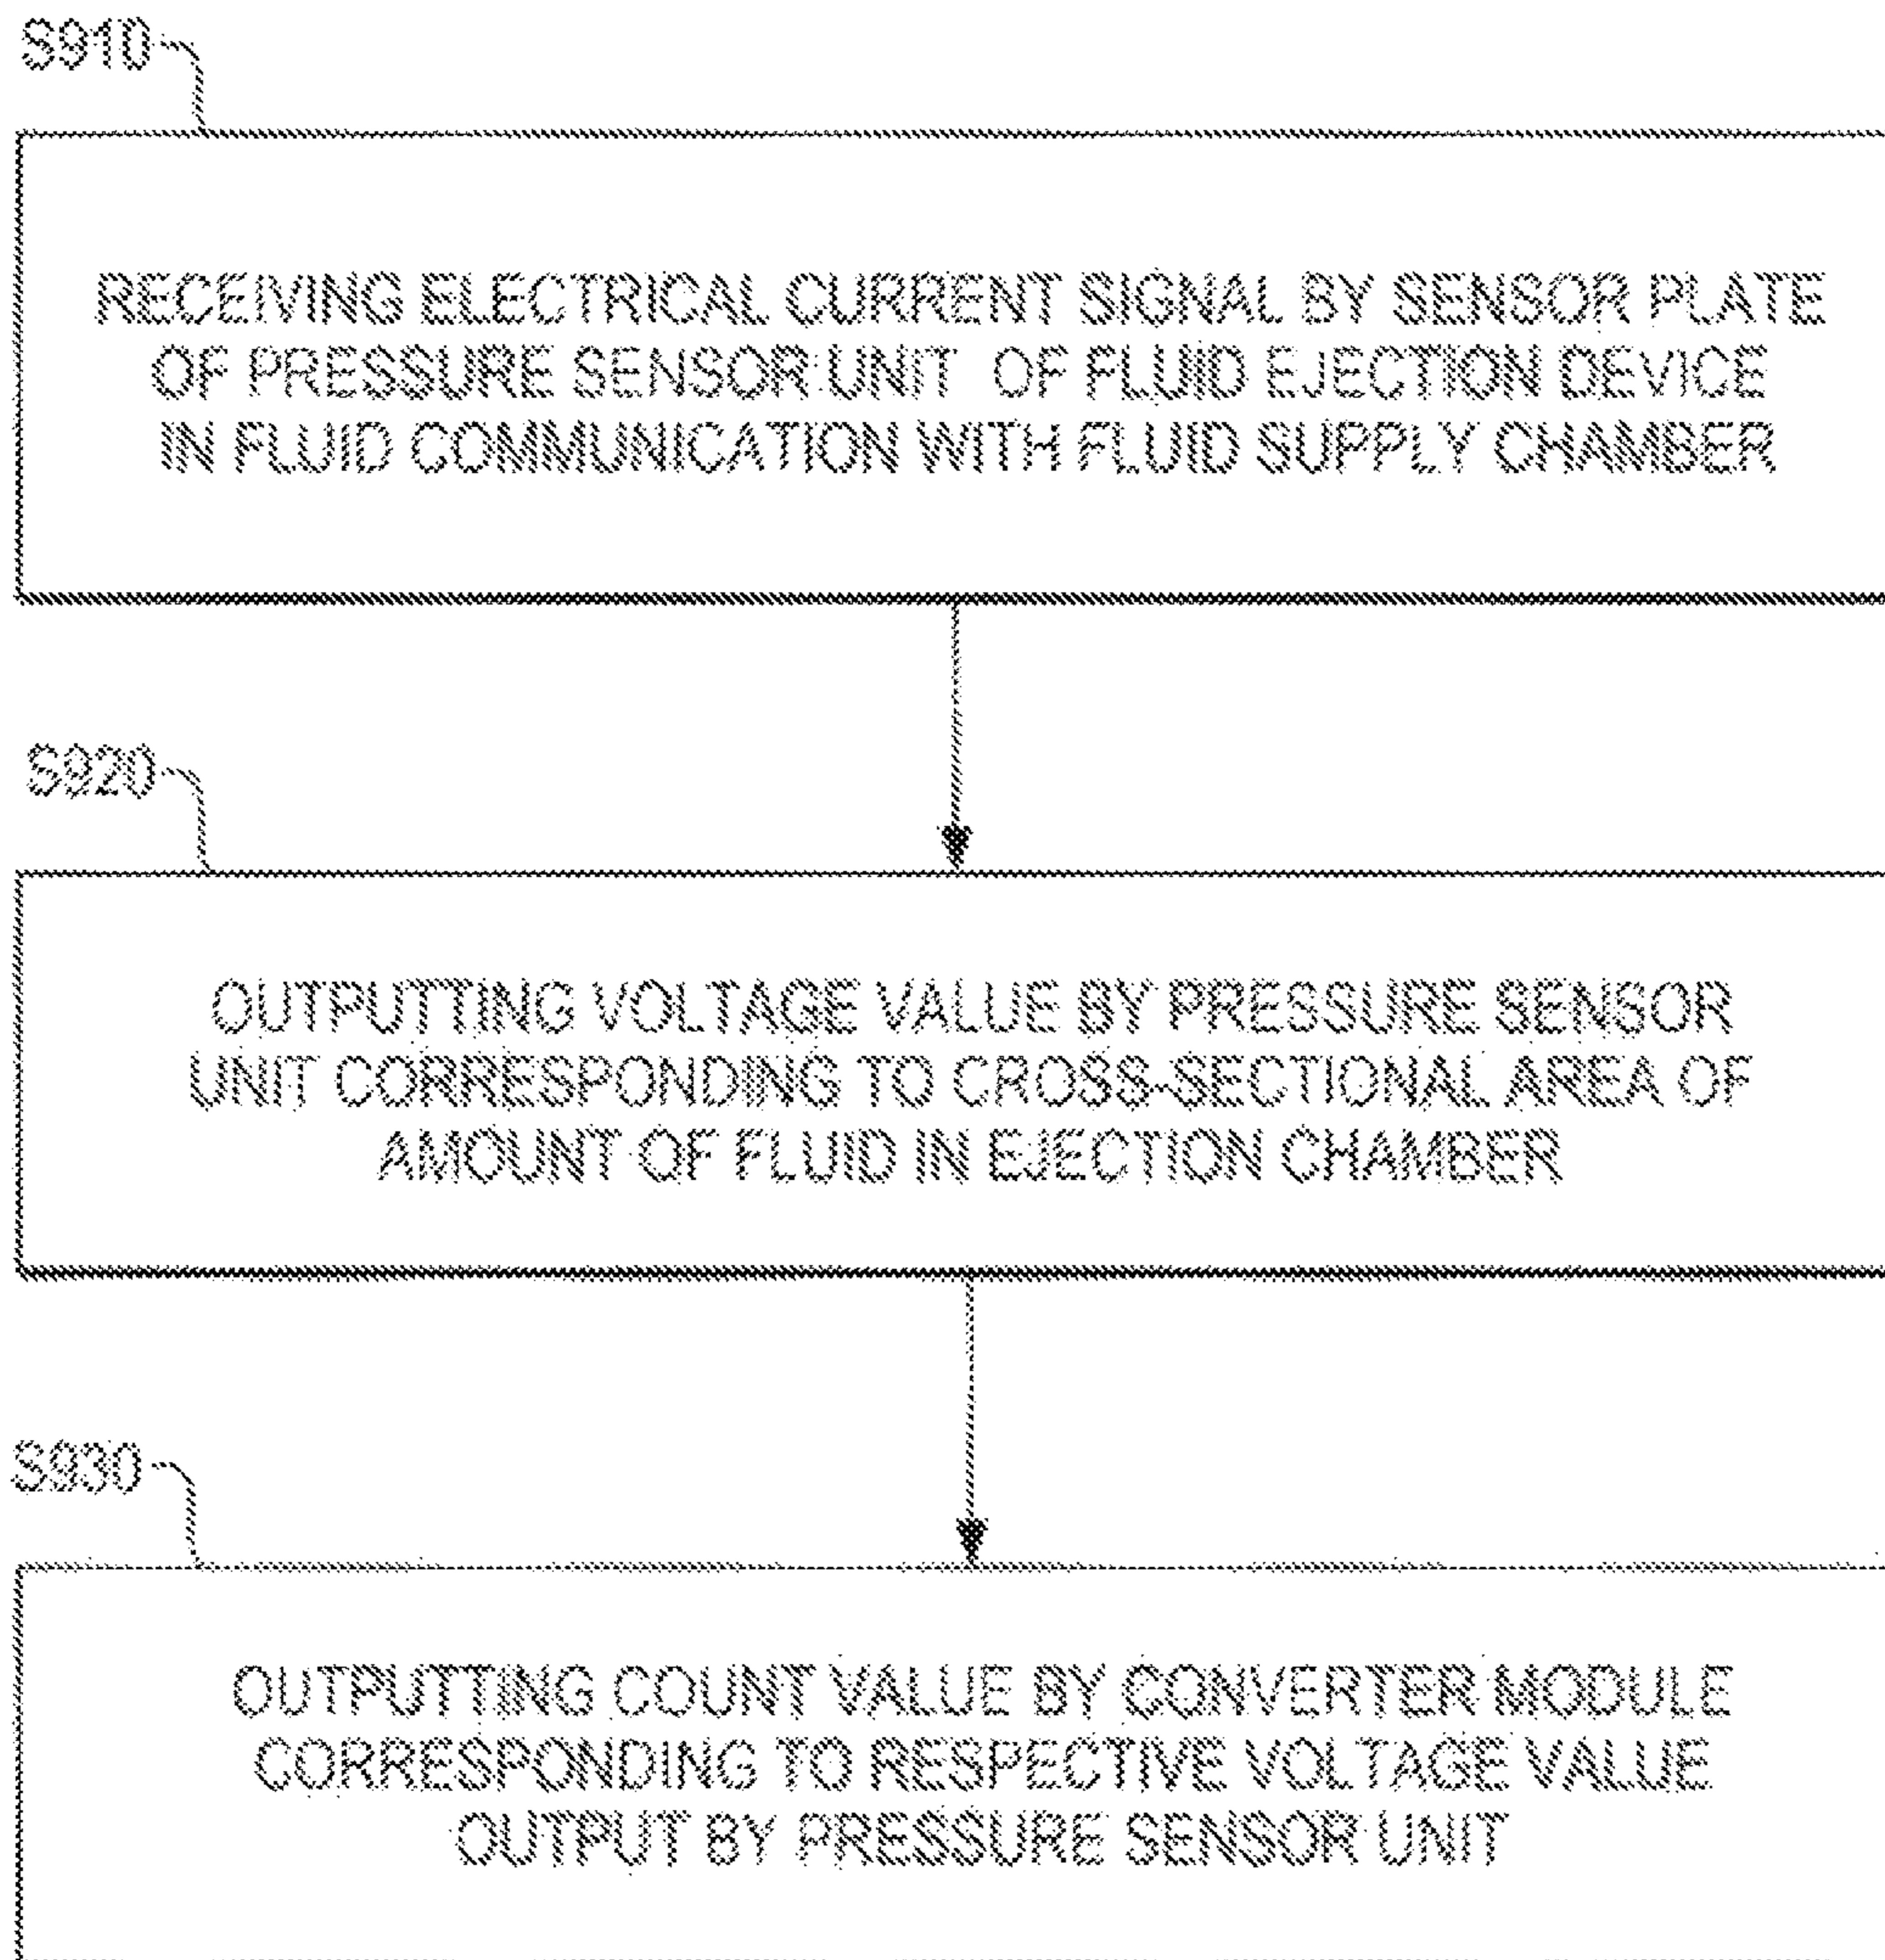 S910
RECEIVING ELECTRICAL CURRENT SIGNAL BY SENSOR PLATE
OF PRESSURE SENSOR UNIT OF FLUID EJECTION DEVICE
IN FLUID COMMUNICATION WITH FLUID SUPPLY CHAMBER
S920
OUTPUTTING VOLTAGE VALUE BY PRESSURE SENSOR
UNIT CORRESPONDING TO CROSS-SECTIONAL AREA OF
AMOUNT OF FLUID IN EJECTION CHAMBER
S930
OUTPUTTING COUNT VALUE BY CONVERTER MODULE
CORRESPONDING TO RESPECTIVE VOLTAGE VALUE
OUTPUT BY PRESSURE SENSOR UNIT